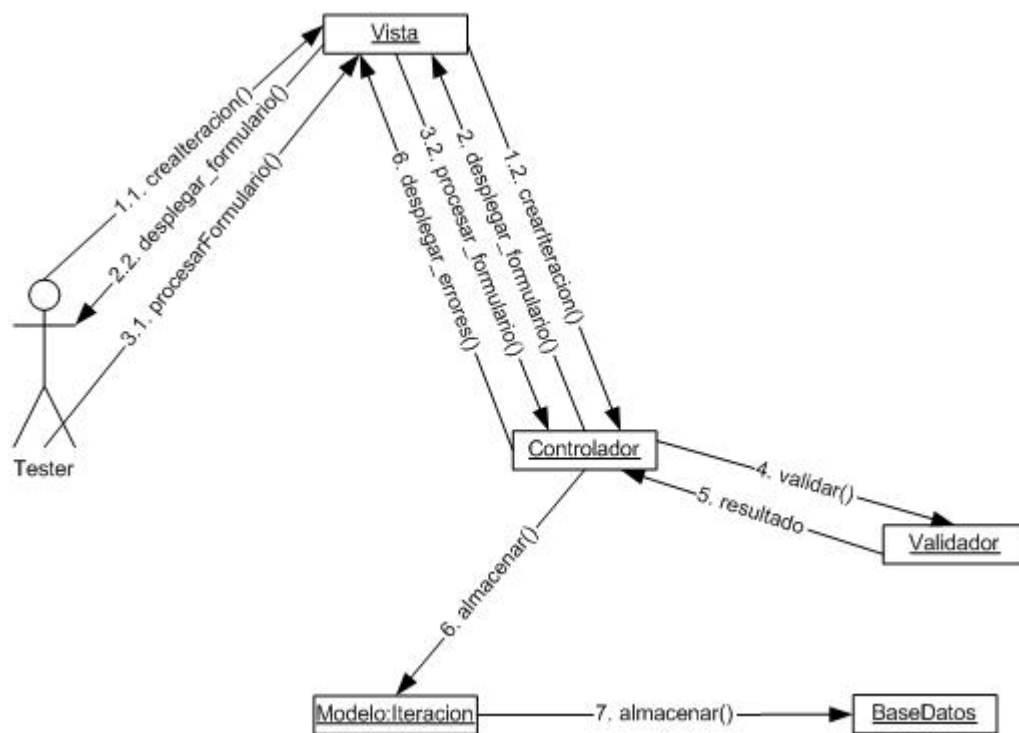 Vista
1.1. crealteracion()
2.2. desplegar_formulario()
3.1. procesarFormulario()
6. desplegar_errores()
3.2. procesar_formulario()
2. desplegar_formulario()
1.2. crearIteracion()
Tester
Controlador
4. validar()
5. resultado
Validador
6. almacenar()
Modelo:Iteracion
7. almacenar()
BaseDatos